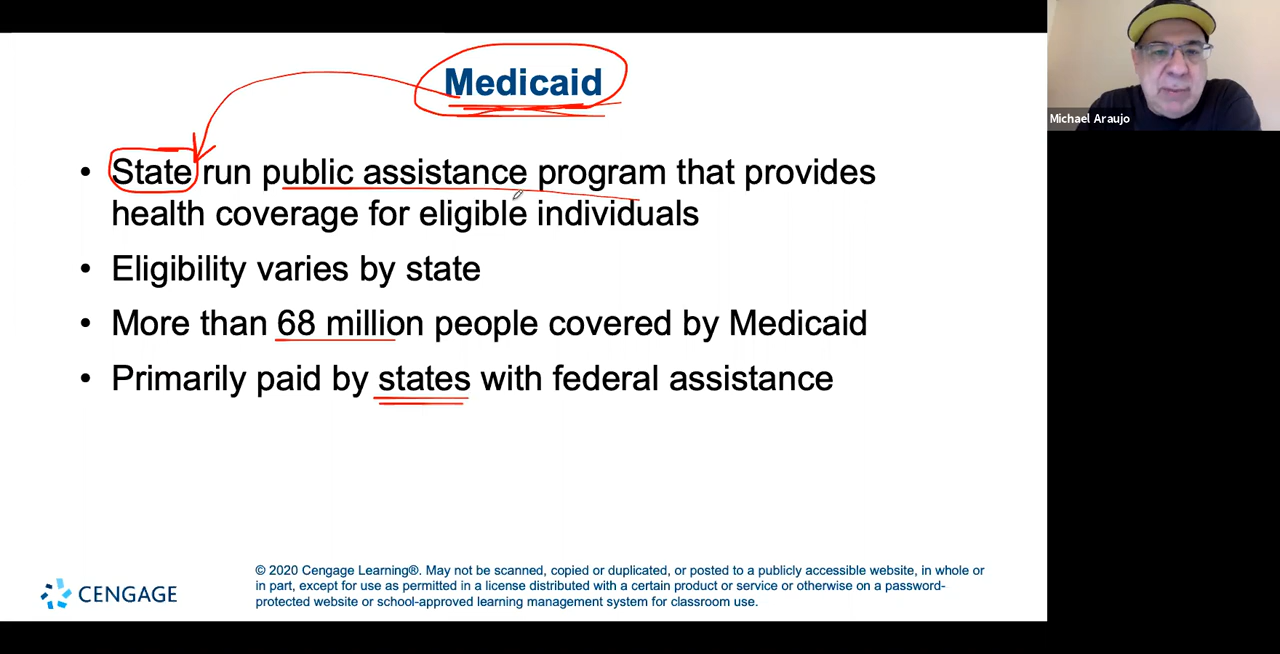 Medicaid
Michael Araujo
• State run public assistance program that provides
health coverage for eligible individuals
• Eligibility varies by state
• More than 68 million people covered by Medicaid
• Primarily paid by states with federal assistance
CENGAGE
© 2020 Cengage Learning®. May not be scanned, copied or duplicated, or posted to a publicly accessible website, in whole or
in part, except for use as permitted in a license distributed with a certain product or service or otherwise on a password-
protected website or school-approved learning management system for classroom use.